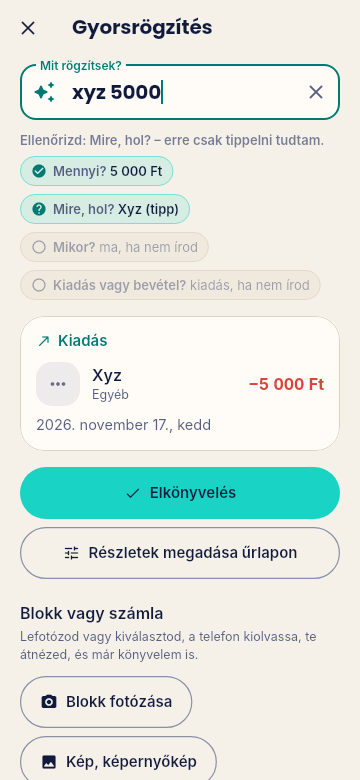 Gyorsrögzítés
Mit rögzítsek?
xyz 5000
Ellenőrizd: Mire, hol? – erre csak tippelni tudtam.
Mennyi? 5 000 Ft
Mire, hol? Xyz (tipp)
Mikor? ma, ha nem írod
Kiadás vagy bevétel? kiadás, ha nem írod
Kiadás
Xyz
Egyéb
−5 000 Ft
2026. november 17., kedd
Elkönyvelés
Részletek megadása űrlapon
Blokk vagy számla
Lefotózod vagy kiválasztod, a telefon kiolvassa, te
átnézed, és már könyvelem is.
Blokk fotózása
Kép, képernyőkép